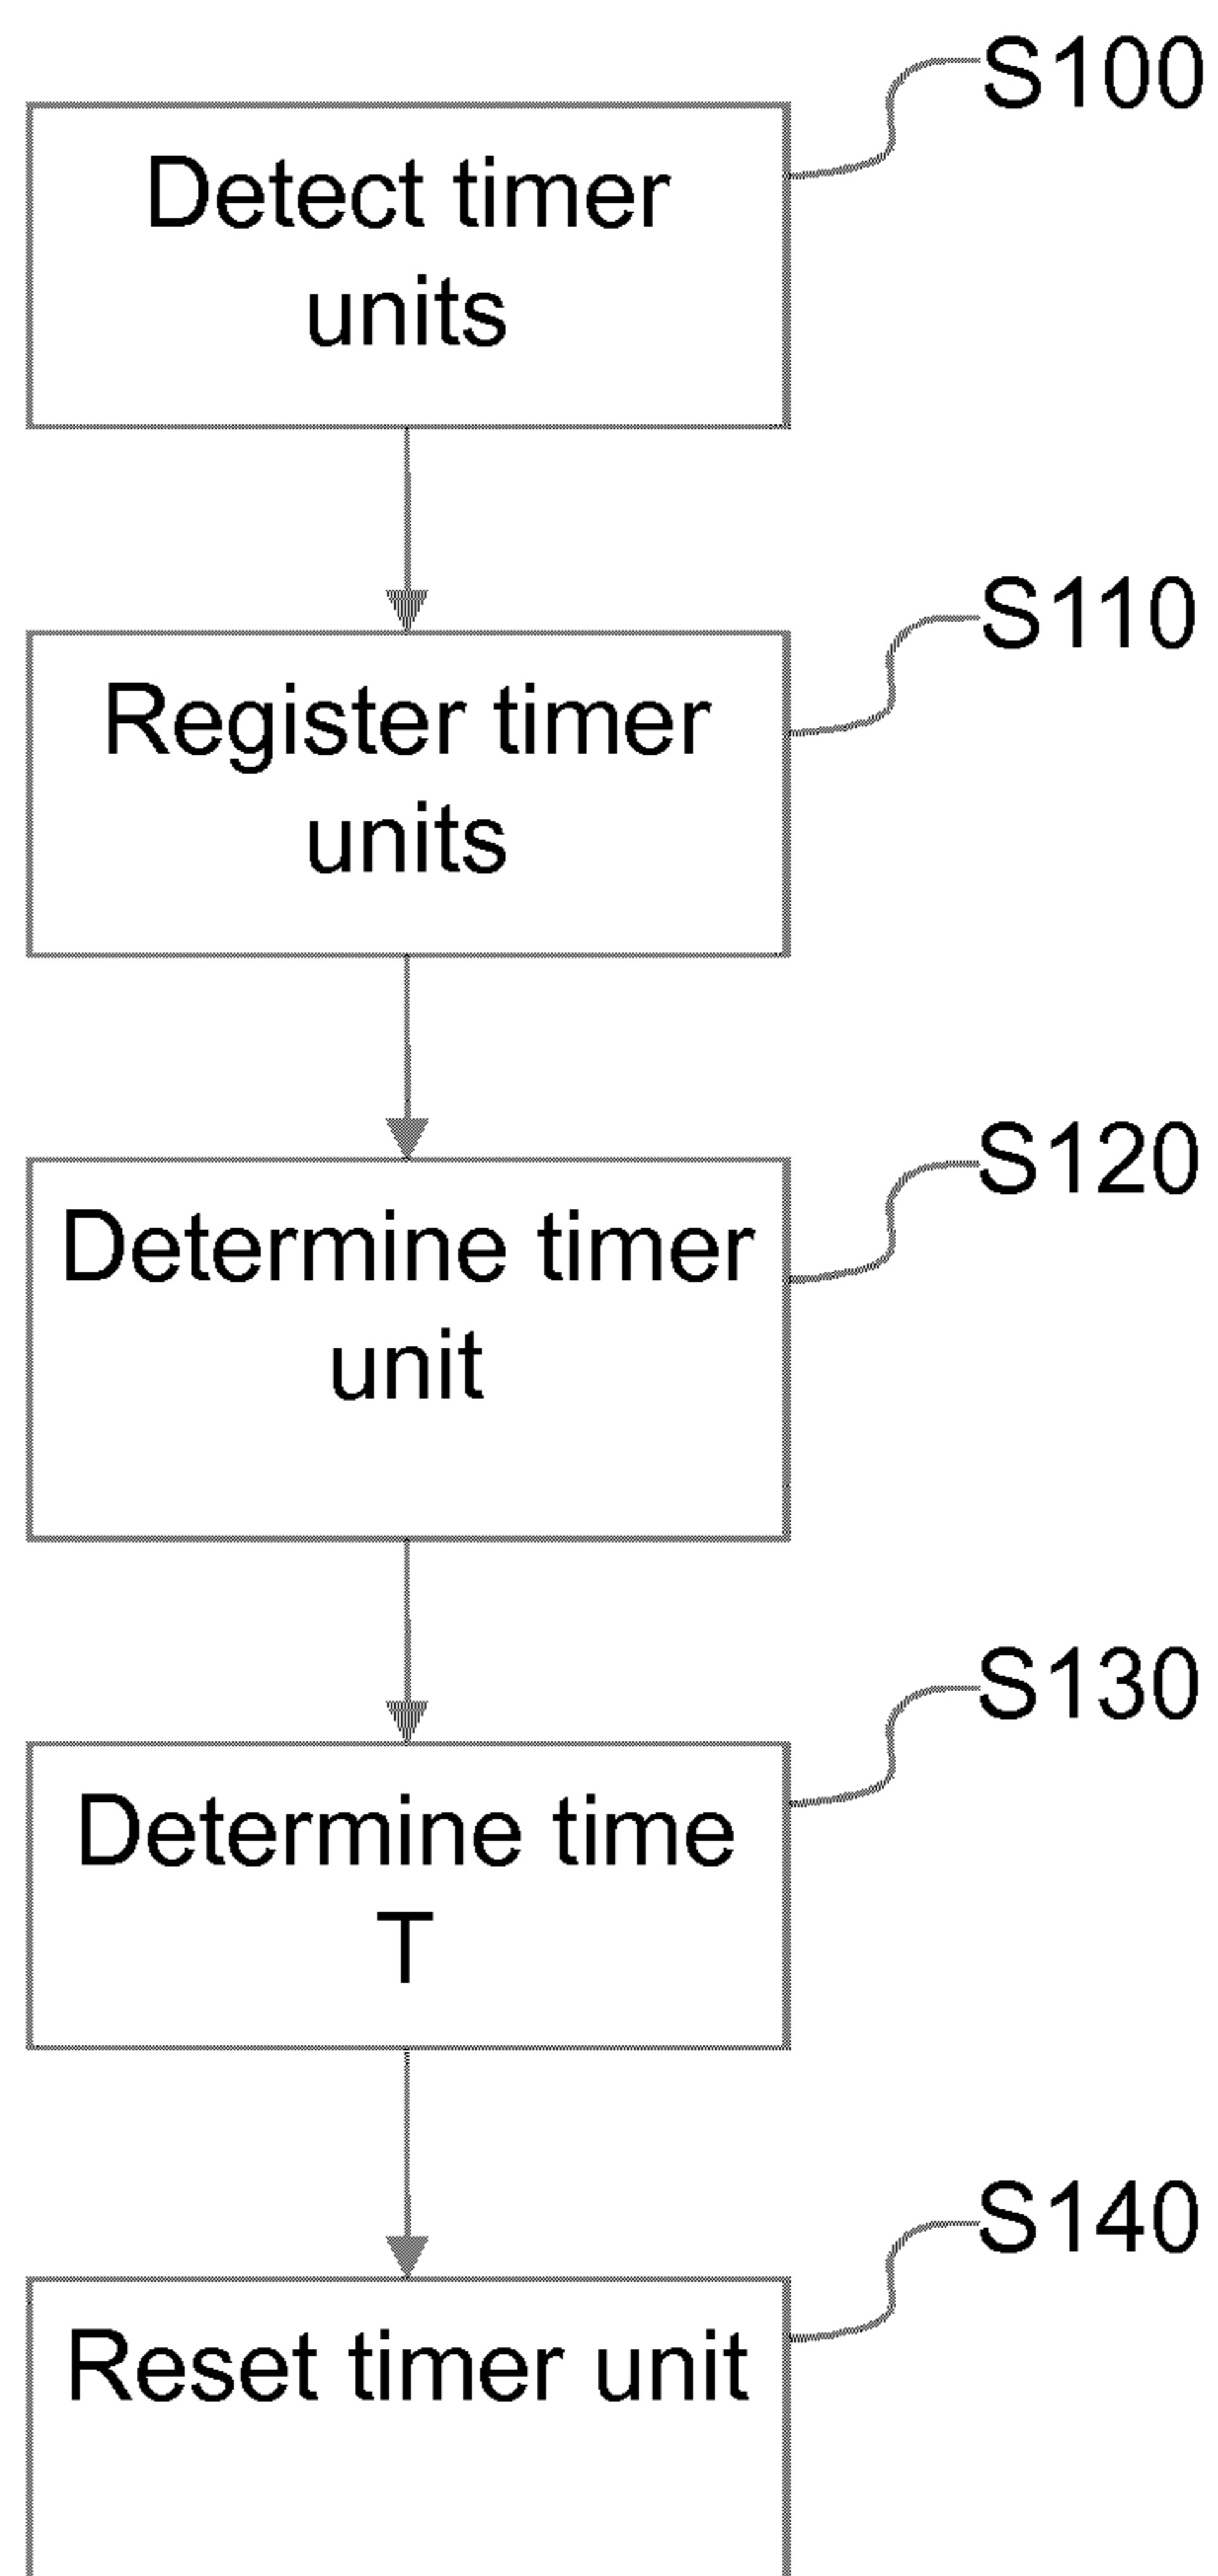 S100
Detect timer
units
S110
Register timer
units
S120
Determine timer
unit
S130
Determine time
T
S140
Reset timer unit